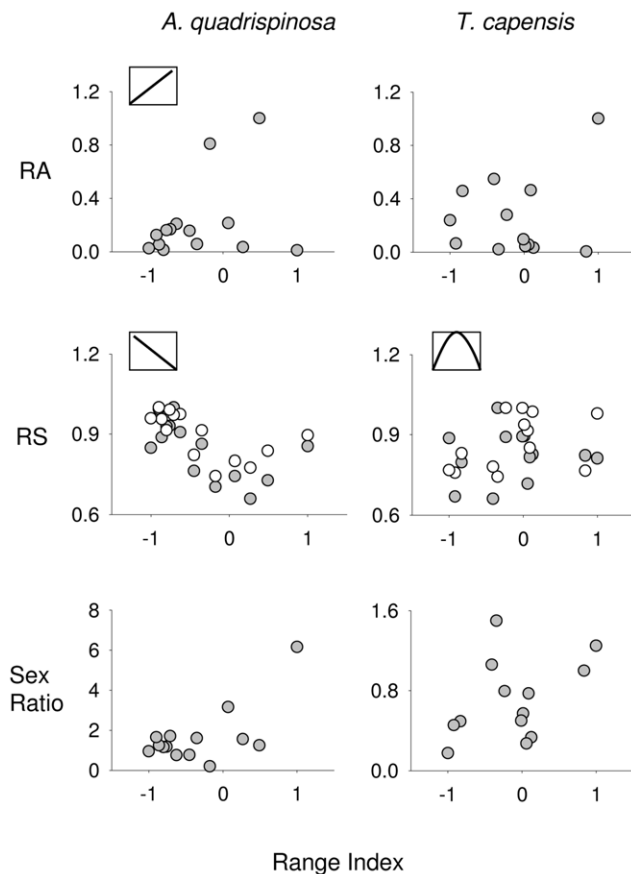 A. quadrispinosa T. capensis
1.2 1.2
0.8 0.8
RA
0.4 0.4
0.0 0.0
-1 0 1 -1 0 1
1.2 1.2
RS 0.9 0.9
0.6 0.6
-1 0 1 -1 0 1
8 1.6
6
Sex
Ratio
4 0.8
2
0 0.0
-1 0 1 -1 0 1
Range Index